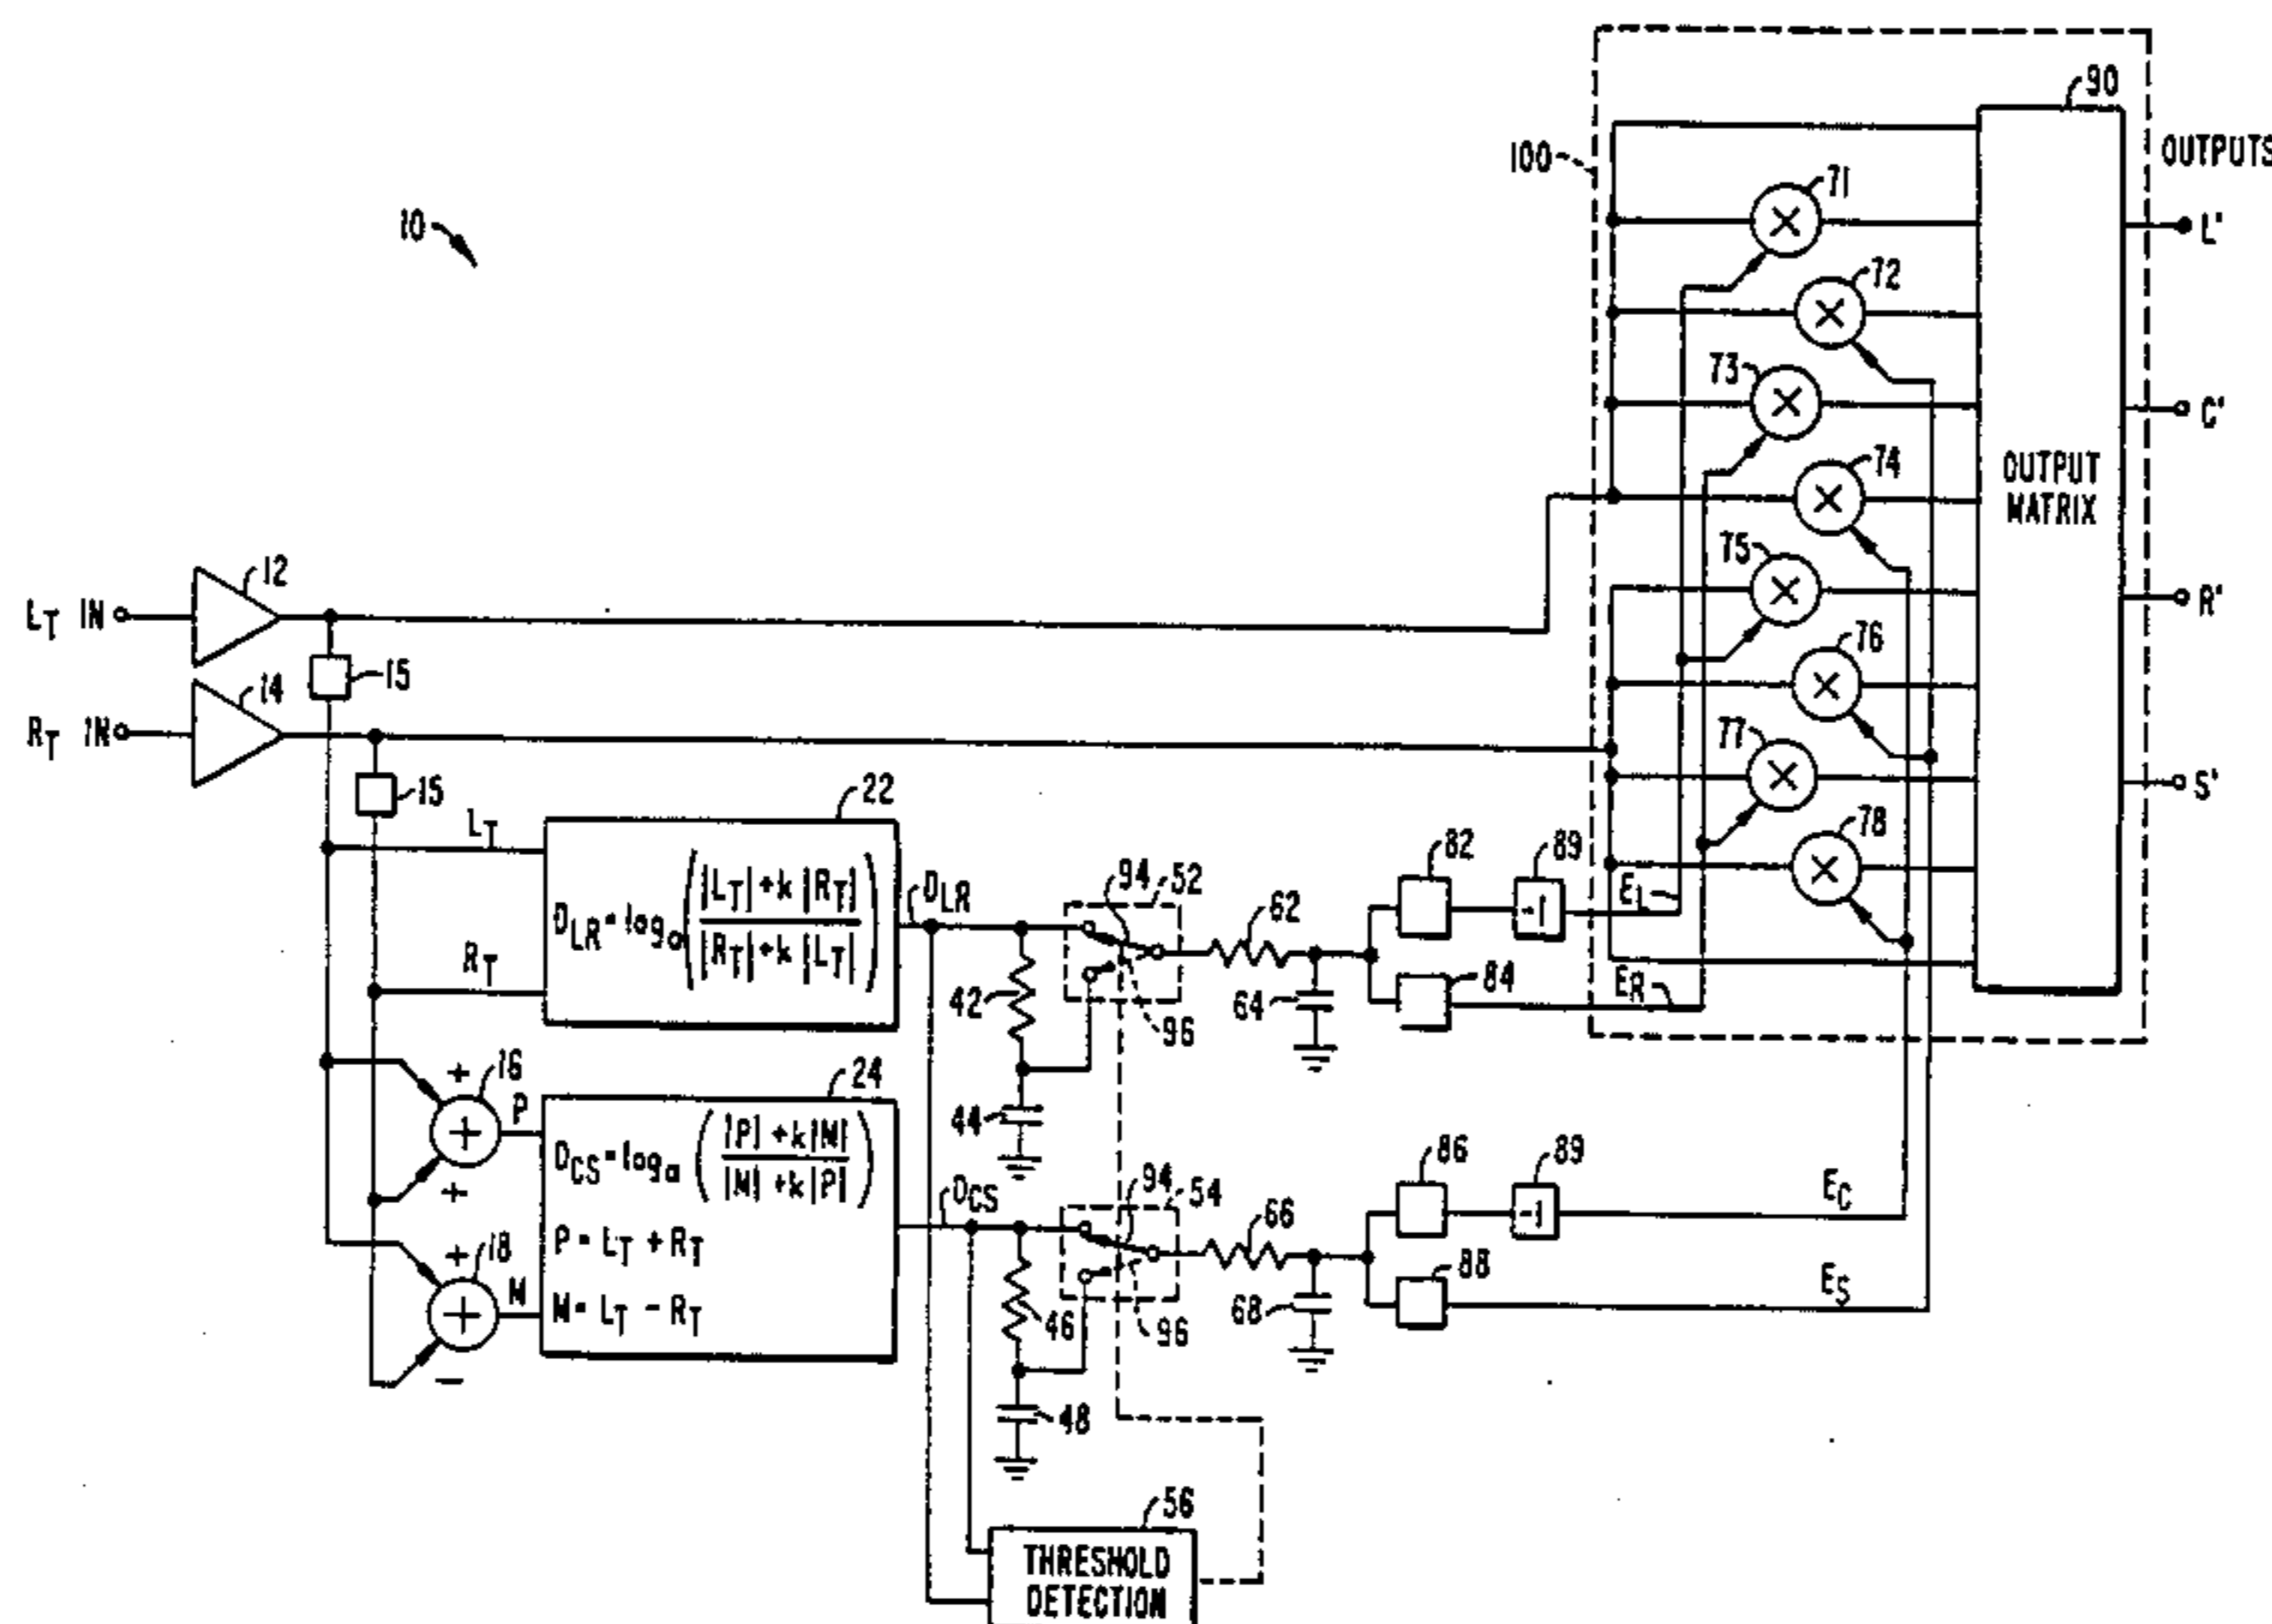 90
OUTPUTS
100
71
L'
10
72
73
C'
74
OUTPUT
MATRIX
75
12
R'
L_T IN
76
15
14
R_T IN
77
S'
15
22
78
L_T
82
89
D_LR = log_a (|L_T| + k |R_T| / |R_T| + k |L_T|)
D_LR
94
52
62
E_L
R_T
84
42
64
E_R
96
16
+
P
24
44
+
86
89
D_CS = log_a (|P| + k |M| / |M| + k |P|)
D_CS
94
54
66
-1
-1
E_C
+
+
18
P = L_T + R_T
88
E_S
+
M
M = L_T - R_T
46
96
68
−
48
56
THRESHOLD
DETECTION